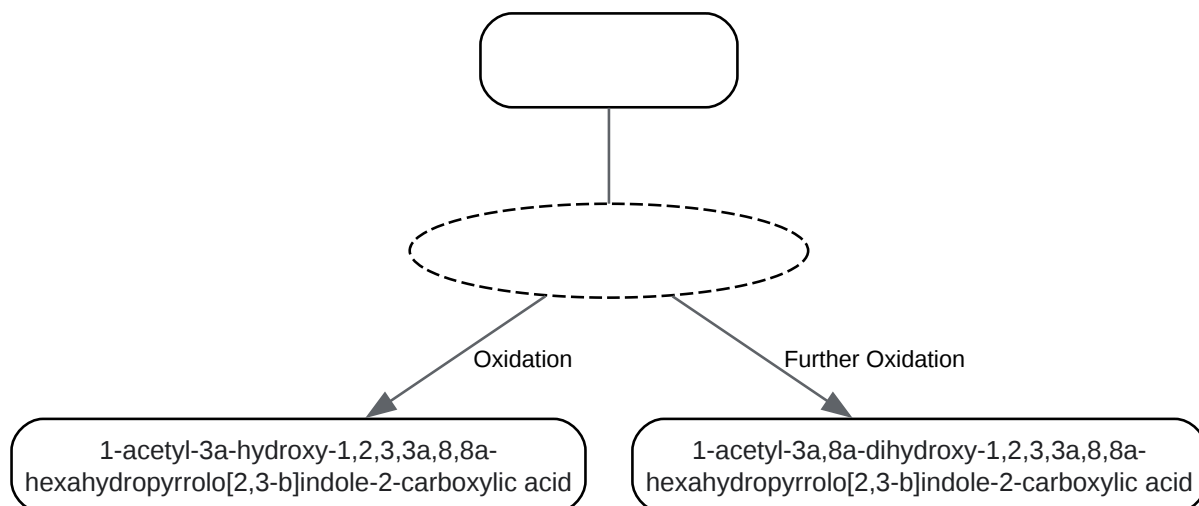 Oxidation
Further Oxidation
1-acetyl-3a-hydroxy-1,2,3,3a,8,8a-
hexahydropyrrolo[2,3-b]indole-2-carboxylic acid
1-acetyl-3a,8a-dihydroxy-1,2,3,3a,8,8a-
hexahydropyrrolo[2,3-b]indole-2-carboxylic acid